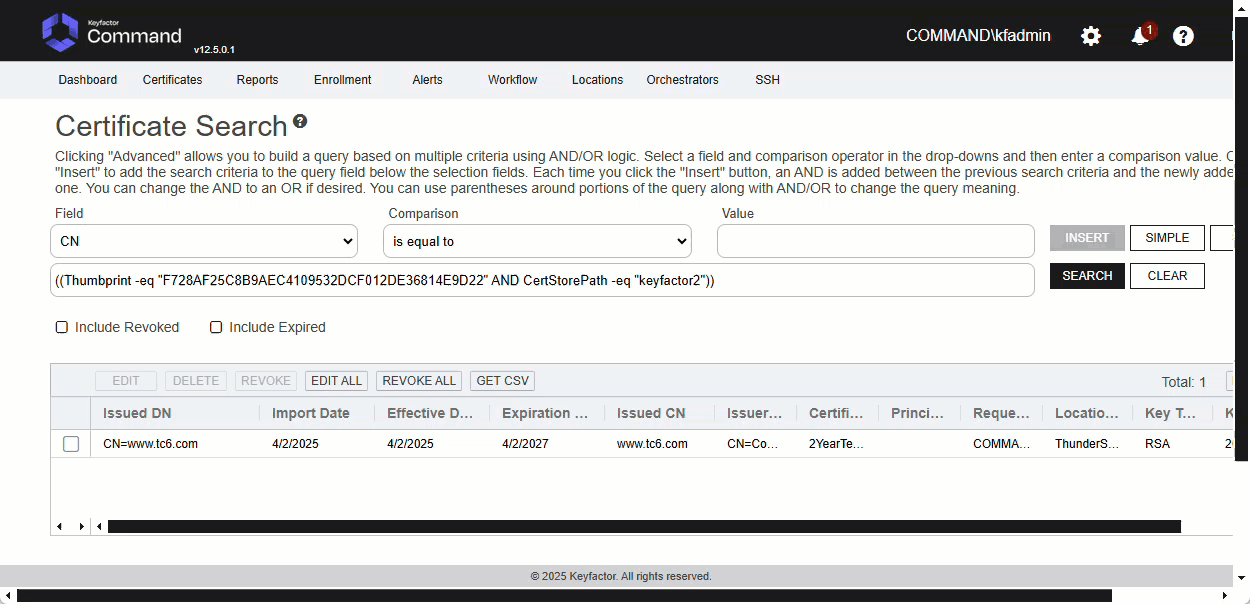 Keyfactor
Command
v12.5.0.1
COMMAND\kfadmin
1
?
Dashboard Certificates Reports Enrollment Alerts Workflow Locations Orchestrators SSH
Certificate Search ?
Clicking "Advanced" allows you to build a query based on multiple criteria using AND/OR logic. Select a field and comparison operator in the drop-downs and then enter a comparison value. C
"Insert" to add the search criteria to the query field below the selection fields. Each time you click the "Insert" button, an AND is added between the previous search criteria and the newly adde
one. You can change the AND to an OR if desired. You can use parentheses around portions of the query along with AND/OR to change the query meaning.
Field Comparison Value
CN is equal to INSERT SIMPLE
((Thumbprint -eq "F728AF25C8B9AEC4109532DCF012DE36814E9D22" AND CertStorePath -eq "keyfactor2")) SEARCH CLEAR
Include Revoked Include Expired
EDIT DELETE REVOKE EDIT ALL REVOKE ALL GET CSV Total: 1
Issued DN Import Date Effective D... Expiration ... Issued CN Issuer... Certifi... Princi... Reque... Locatio... Key T... K
CN=www.tc6.com 4/2/2025 4/2/2025 4/2/2027 www.tc6.com CN=Co... 2YearTe... COMMA... ThunderS... RSA 2
© 2025 Keyfactor. All rights reserved.